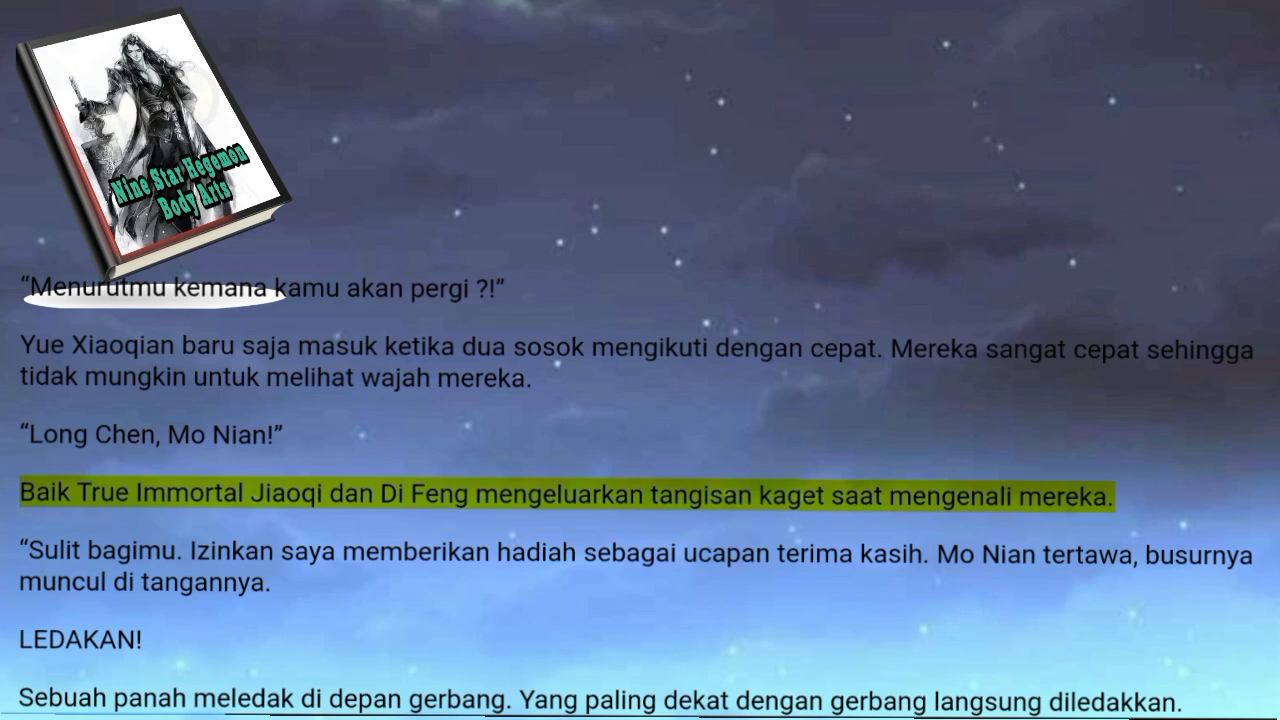 Nine Star Hegemon
Body Arts
“Menurutmu kemana kamu akan pergi ?!”
Yue Xiaoqian baru saja masuk ketika dua sosok mengikuti dengan cepat. Mereka sangat cepat sehingga
tidak mungkin untuk melihat wajah mereka.
“Long Chen, Mo Nian!”
Baik True Immortal Jiaoqi dan Di Feng mengeluarkan tangisan kaget saat mengenali mereka.
“Sulit bagimu. Izinkan saya memberikan hadiah sebagai ucapan terima kasih. Mo Nian tertawa, busurnya
muncul di tangannya.
LEDAKAN!
Sebuah panah meledak di depan gerbang. Yang paling dekat dengan gerbang langsung diledakkan.